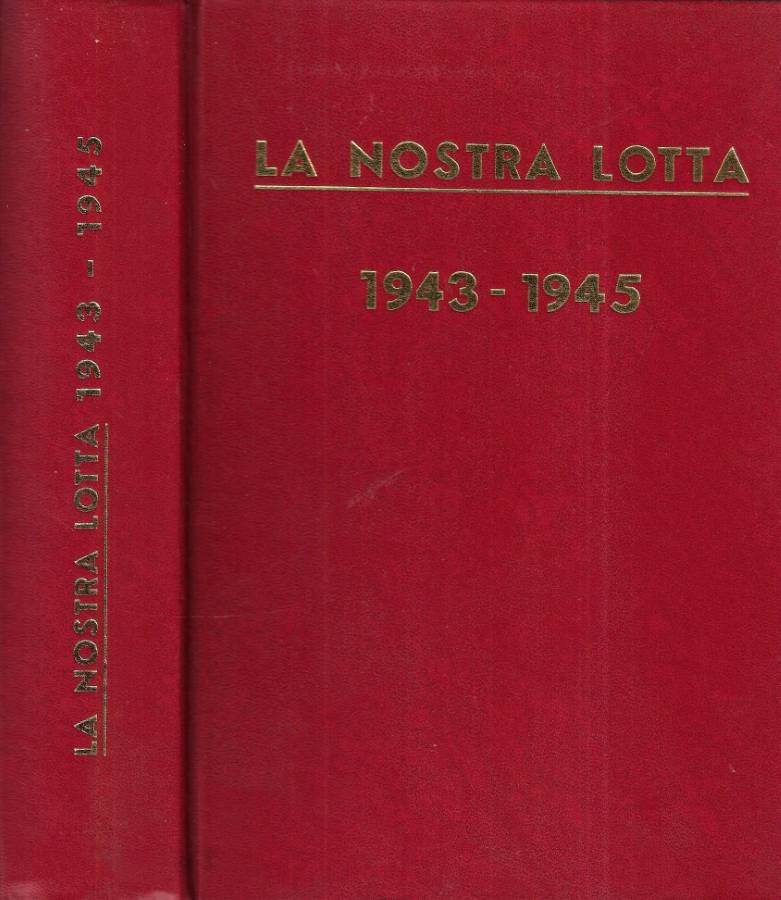 LA NOSTRA LOTTA 1943 - 1945
LA NOSTRA LOTTA
1943 - 1945